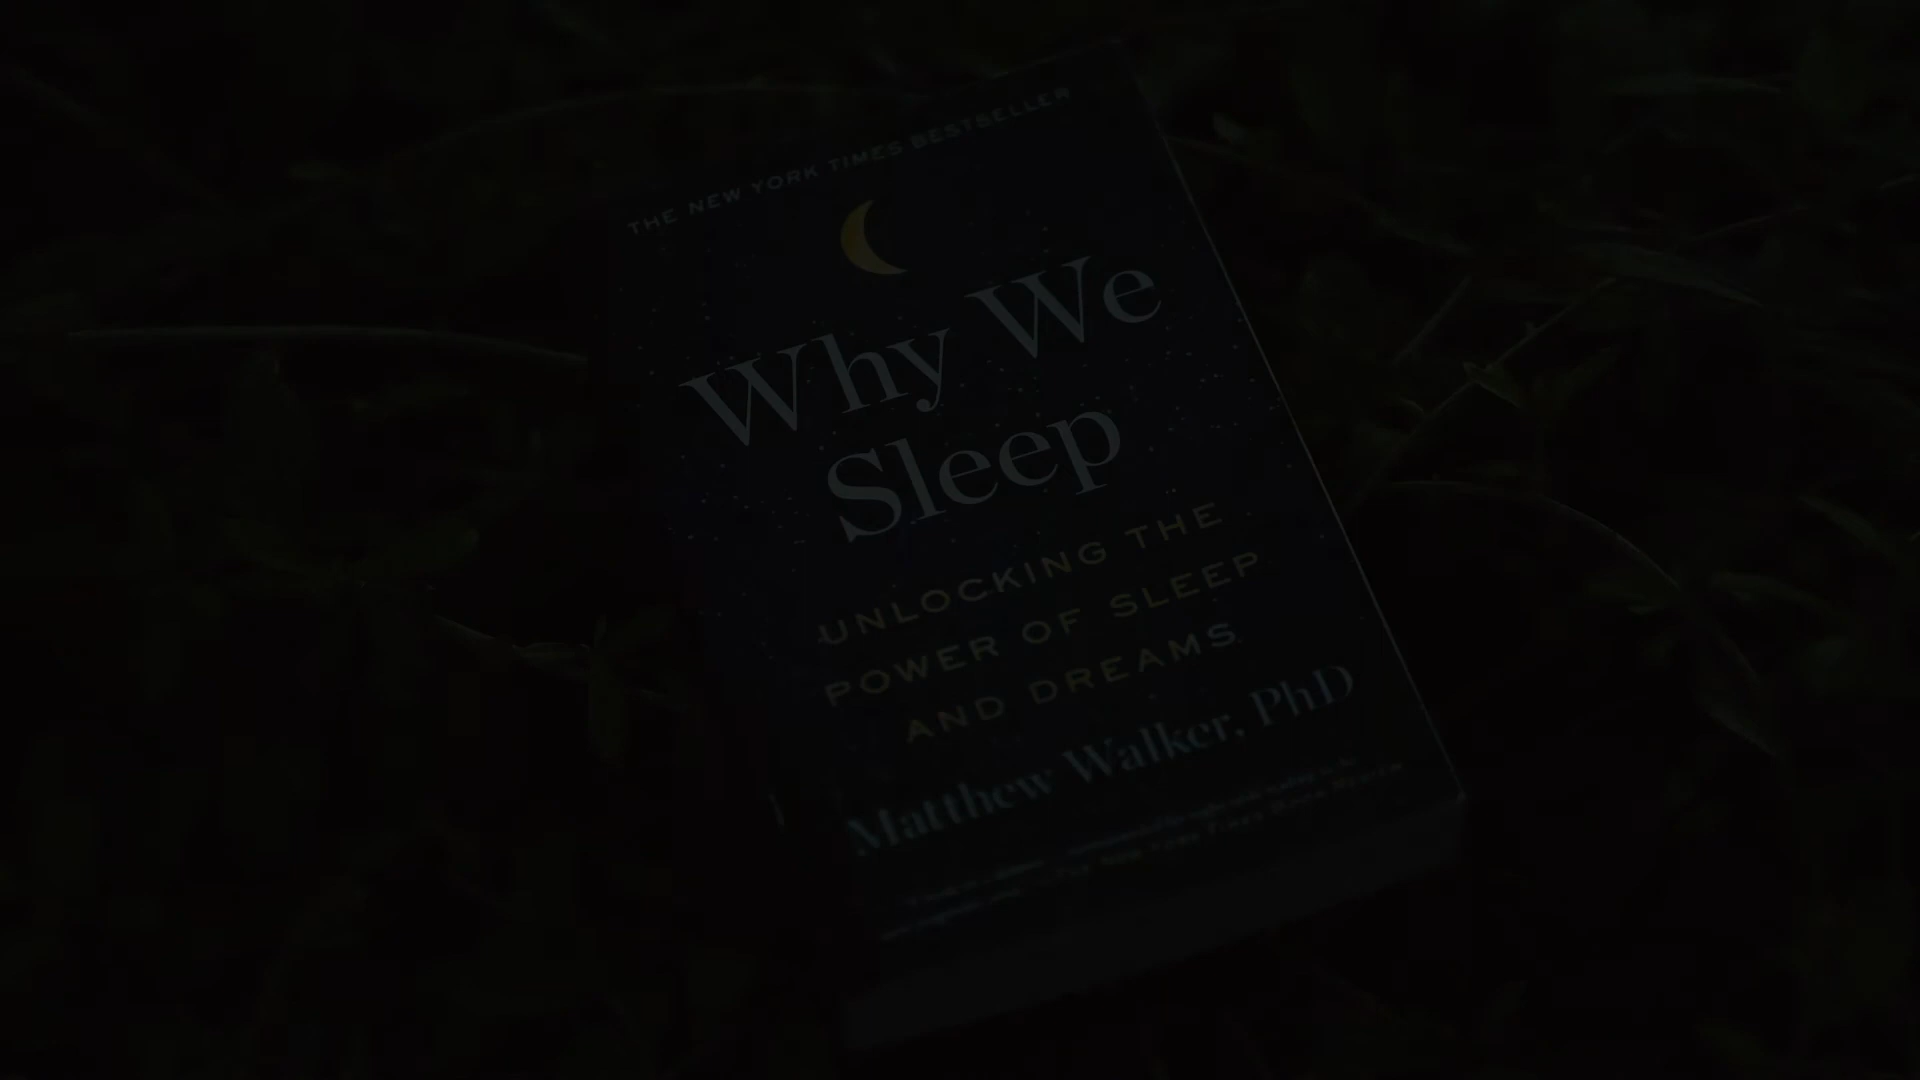 THE NEW YORK TIMES BESTSELLER
Why We
Sleep
UNLOCKING THE
POWER OF SLEEP
AND DREAMS
Matthew Walker, PhD